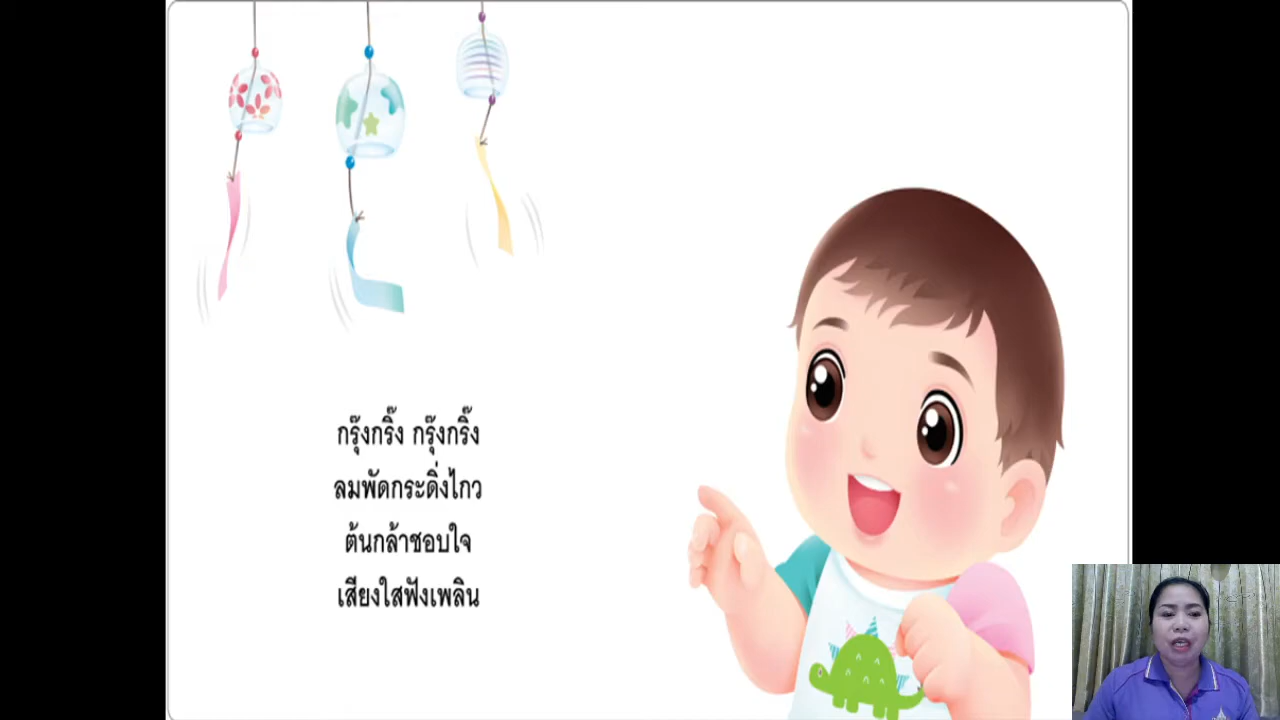 กรุ๊งกริ๊ง กรุ๊งกริ๊ง
ลมพัดกระดิ่งไกว
ต้นกล้าชอบใจ
เสียงใสฟังเพลิน